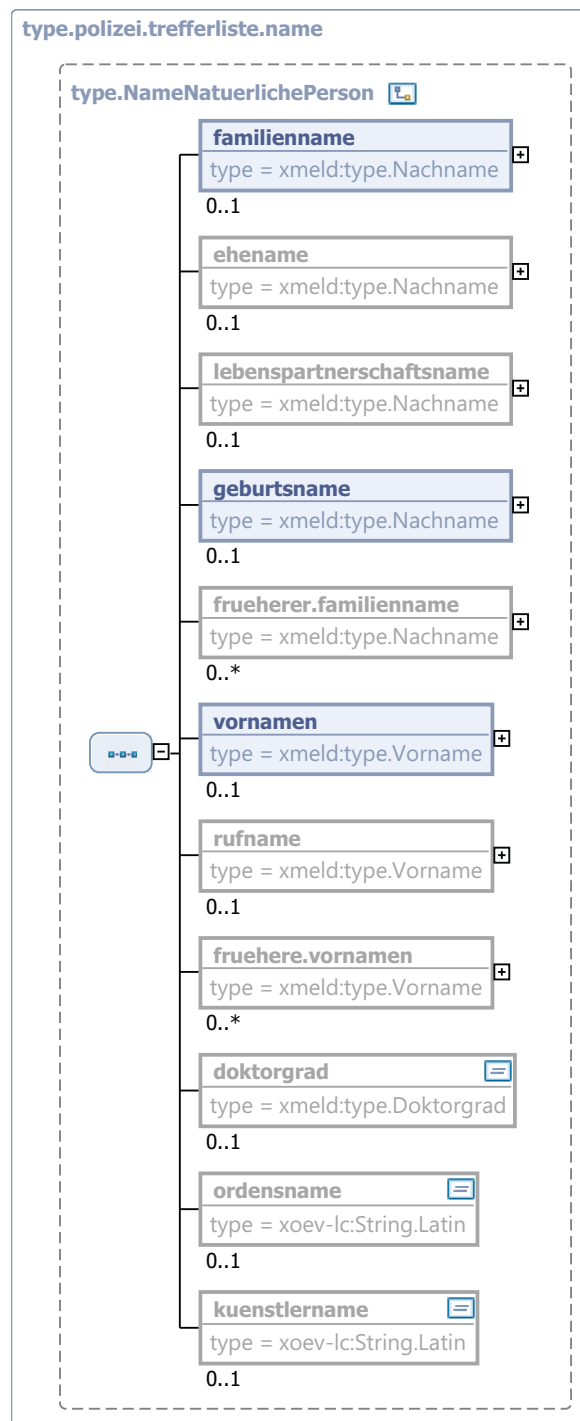 type.polizei.trefferliste.name
type.NameNatuerlichePerson
familienname
type = xmeld:type.Nachname
0..1
ehename
type = xmeld:type.Nachname
0..1
lebenspartnerschaftsname
type = xmeld:type.Nachname
0..1
geburtsname
type = xmeld:type.Nachname
0..1
frueherer.familienname
type = xmeld:type.Nachname
0..*
vornamen
type = xmeld:type.Vorname
0..1
rufname
type = xmeld:type.Vorname
0..1
fruehere.vornamen
type = xmeld:type.Vorname
0..*
doktorgrad
type = xmeld:type.Doktorgrad
0..1
ordensname
type = xoev-lc:String.Latin
0..1
kuenstlername
type = xoev-lc:String.Latin
0..1